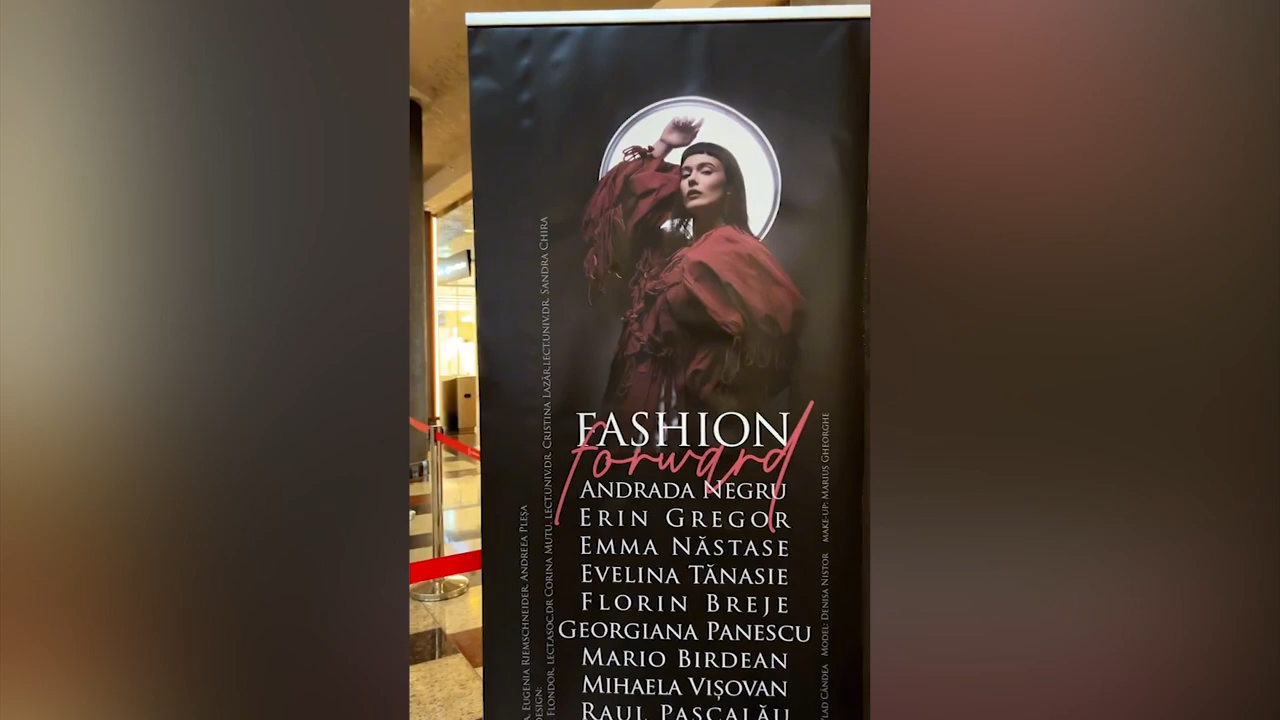 FASHION
forward
ANDRADA NEGRU
ERIN GREGOR
EMMA NĂSTASE
EVELINA TĂNASIE
FLORIN BREJE
GEORGIANA PANESCU
MARIO BIRDEAN
MIHAELA VIȘOVAN
RAUL PASCALĂU
EUGENIA RIEMSCHNEIDER, ANDREEA PLEȘA
DESIGN:
FLONDOR, LECT.ASOC.DR CORINA MUTU, LECT.UNIV.DR. CRISTINA LAZĂR,LECT.UNIV.DR. SANDRA CHIRA
VLAD CÂNDEA MODEL: DENISA NISTOR MAKE-UP: MARIUS GHEORGHE